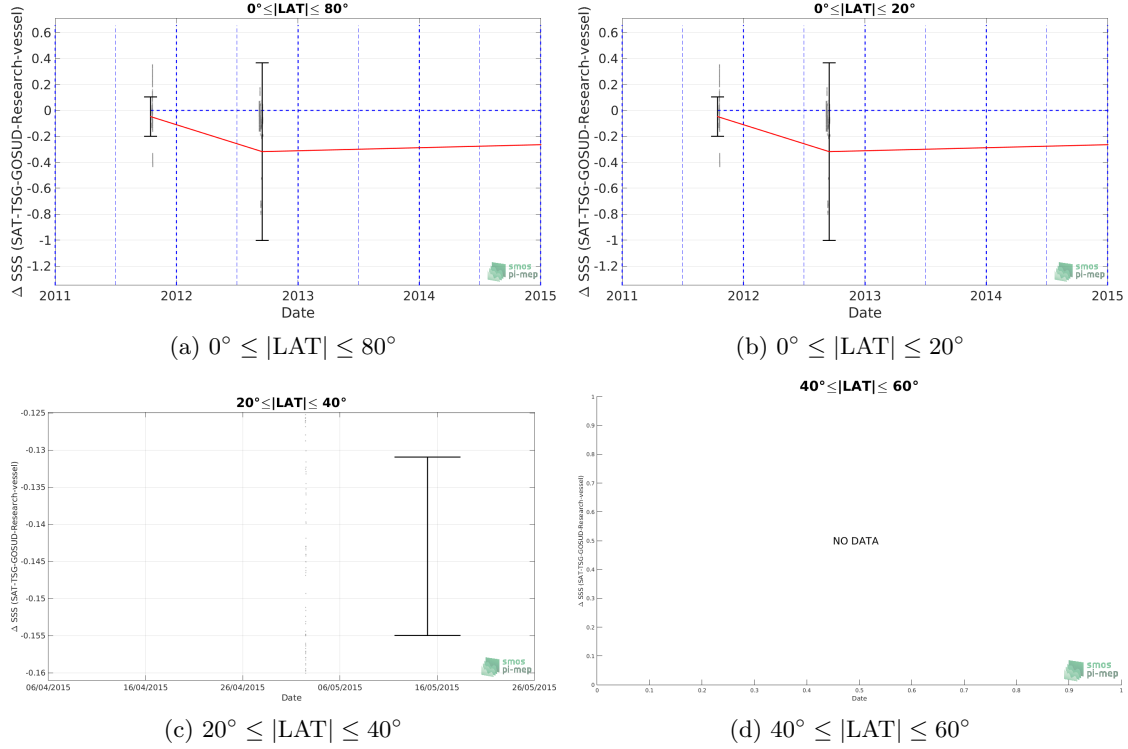 0°≤|LAT|≤ 80°
Δ SSS (SAT-TSG-GOSUD-Research-vessel)
0.6
0.4
0.2
0
-0.2
-0.4
-0.6
-0.8
-1
-1.2
2011 2012 2013 2014 2015
Date
smos
pi-mep
(a) 0° ≤ |LAT| ≤ 80°
0°≤|LAT|≤ 20°
Δ SSS (SAT-TSG-GOSUD-Research-vessel)
0.6
0.4
0.2
0
-0.2
-0.4
-0.6
-0.8
-1
-1.2
2011 2012 2013 2014 2015
Date
smos
pi-mep
(b) 0° ≤ |LAT| ≤ 20°
20°≤|LAT|≤ 40°
Δ SSS (SAT-TSG-GOSUD-Research-vessel)
-0.125
-0.13
-0.135
-0.14
-0.145
-0.15
-0.155
-0.16
06/04/2015 16/04/2015 26/04/2015 06/05/2015 16/05/2015 26/05/2015
Date
smos
pi-mep
(c) 20° ≤ |LAT| ≤ 40°
40°≤|LAT|≤ 60°
Δ SSS (SAT-TSG-GOSUD-Research-vessel)
1
0.9
0.8
0.7
0.6
0.5
0.4
0.3
0.2
0.1
0
NO DATA
0 0.1 0.2 0.3 0.4 0.5 0.6 0.7 0.8 0.9 1
Date
smos
pi-mep
(d) 40° ≤ |LAT| ≤ 60°